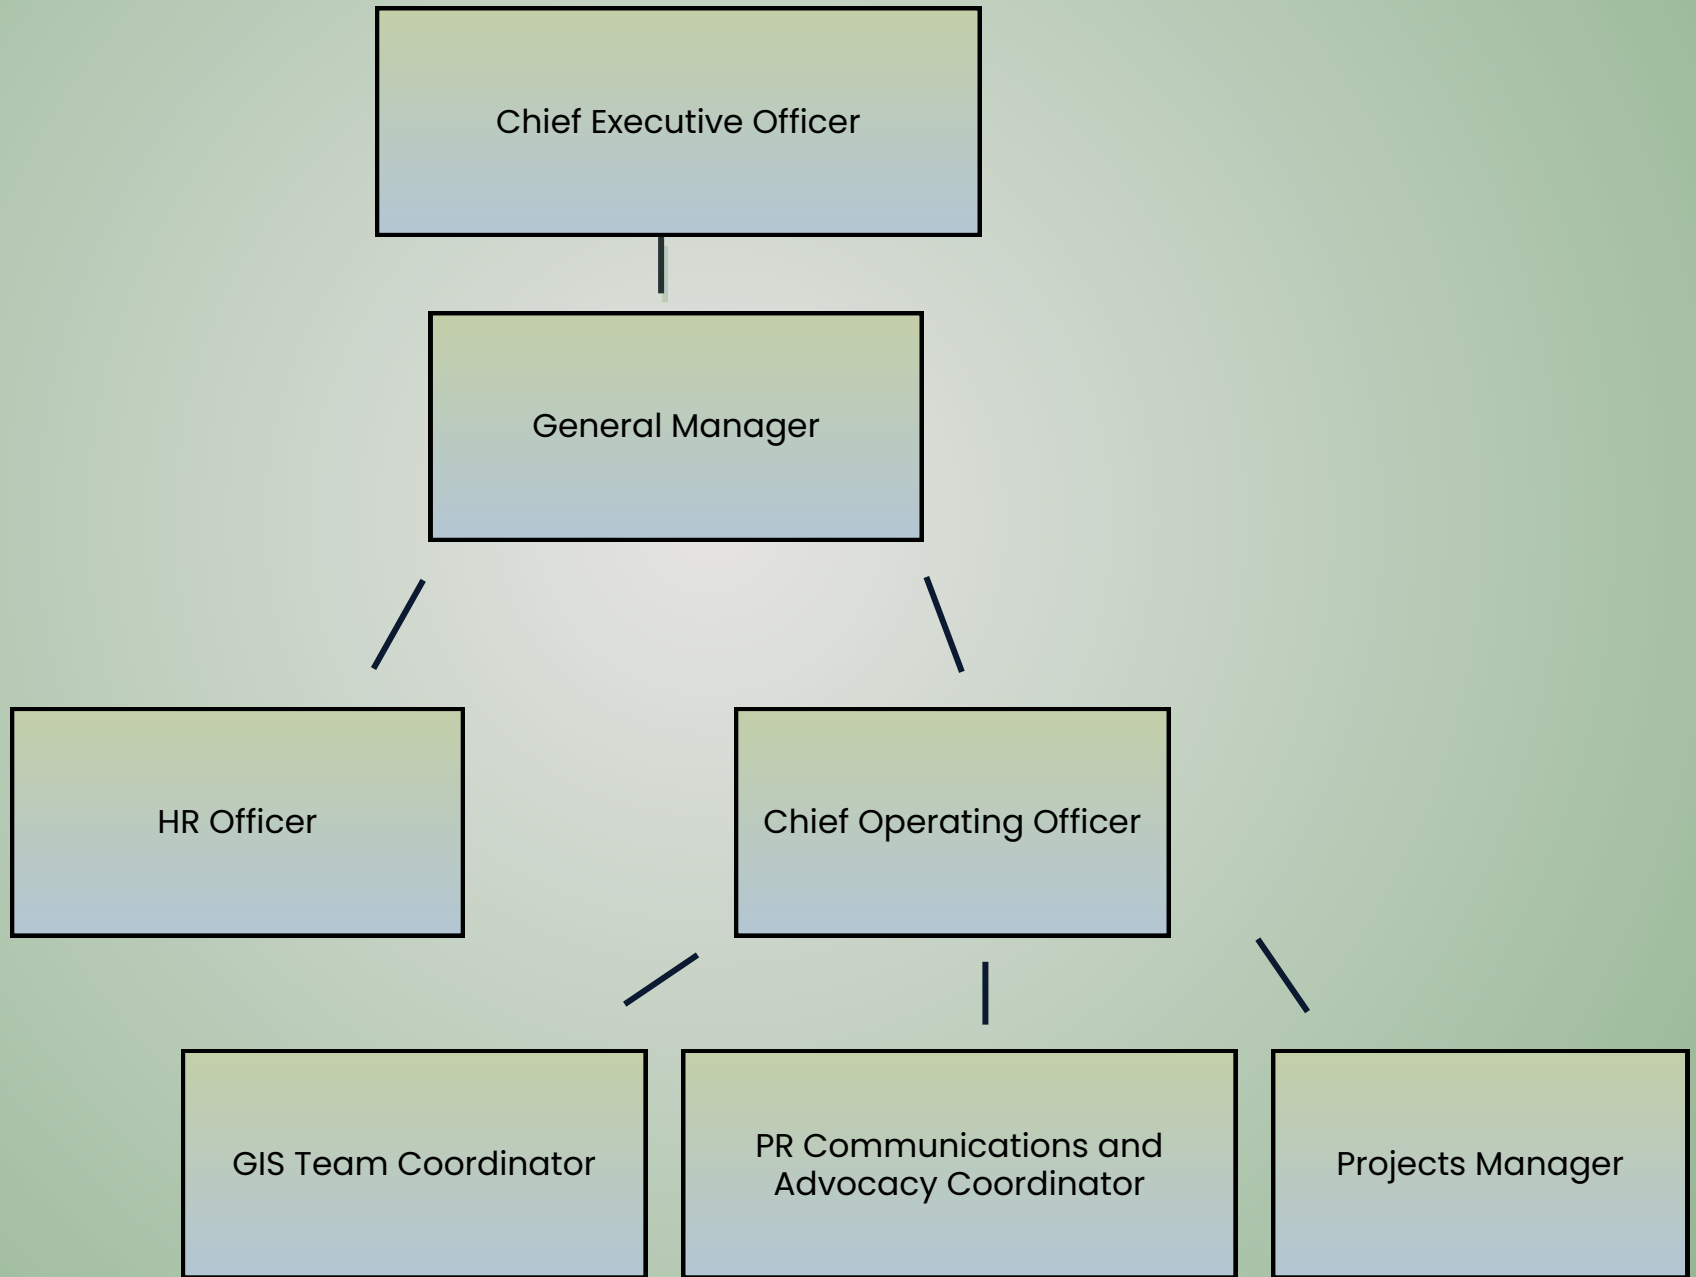 Chief Executive Officer
General Manager
HR Officer
Chief Operating Officer
GIS Team Coordinator
PR Communications and
Advocacy Coordinator
Projects Manager